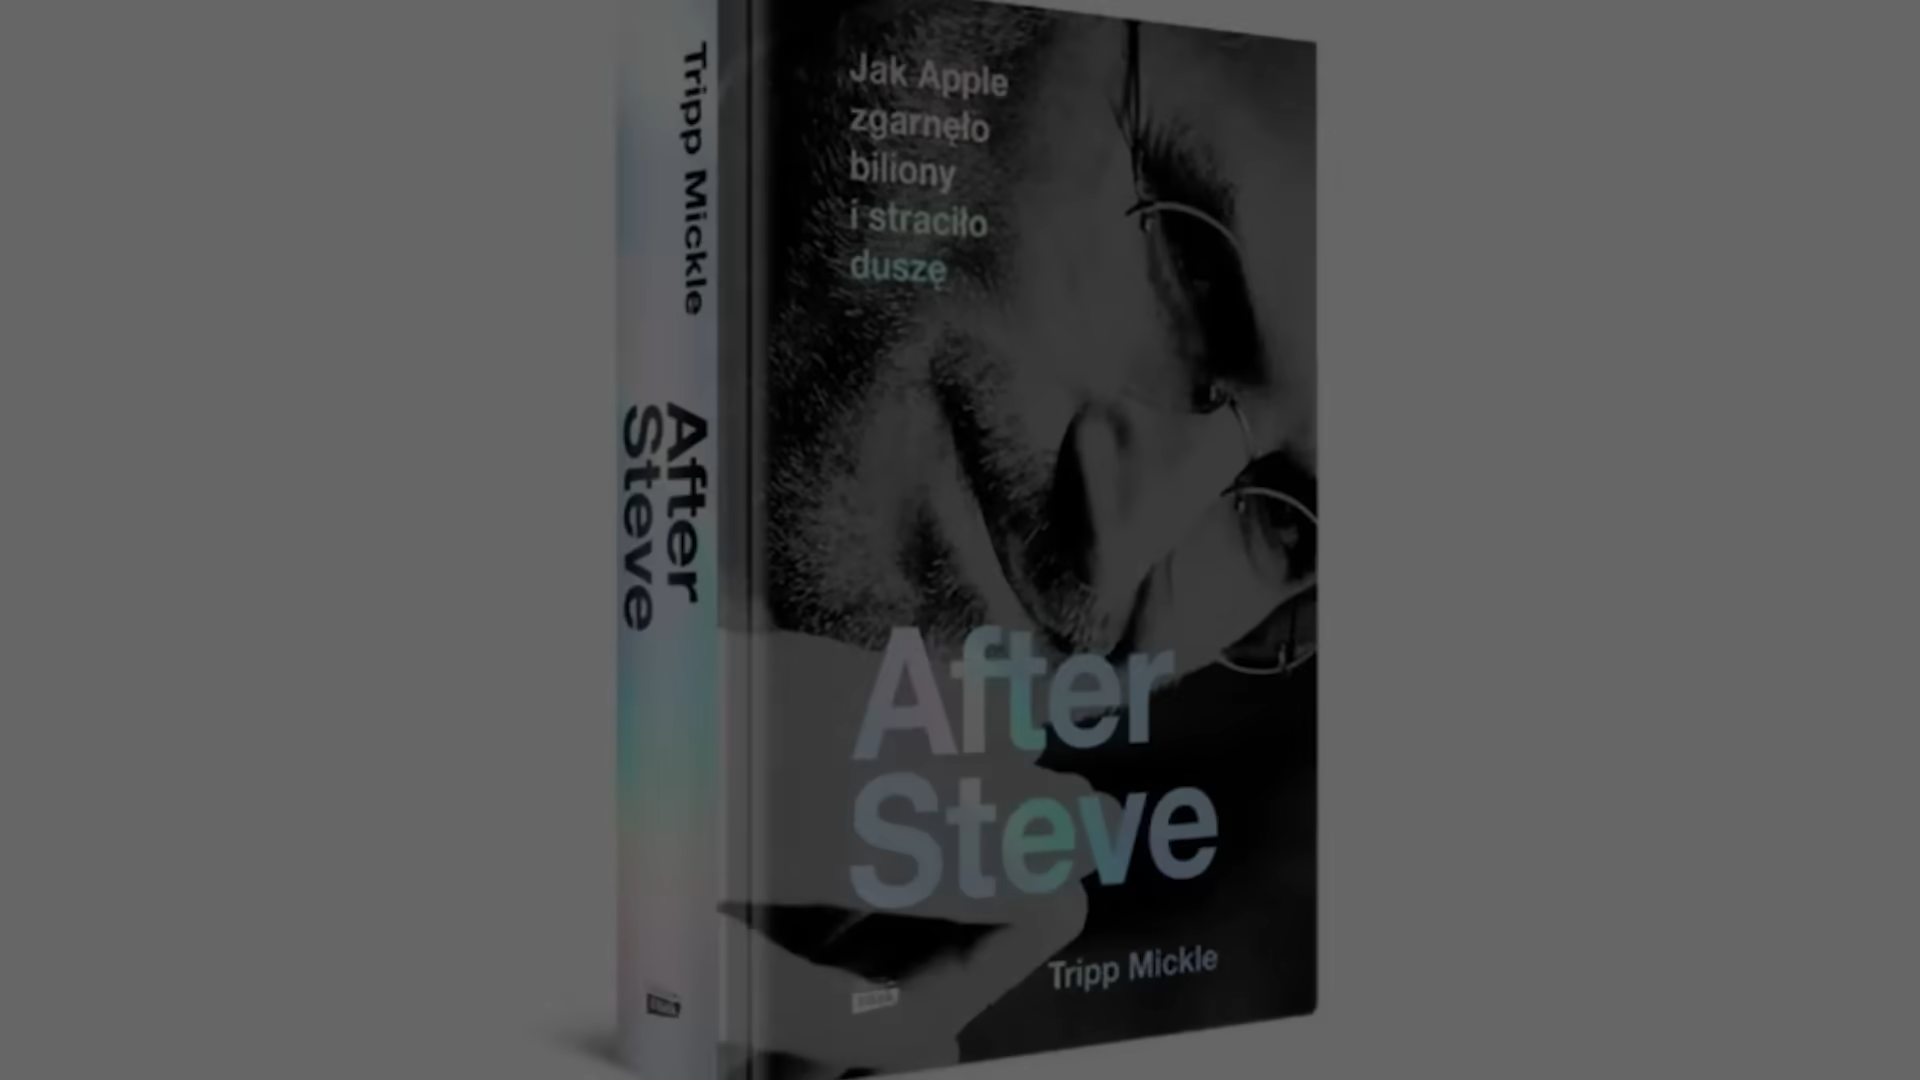 Tripp Mickle
After
Steve
Jak Apple
zgarnęło
biliony
i straciło
duszę
After
Steve
Tripp Mickle